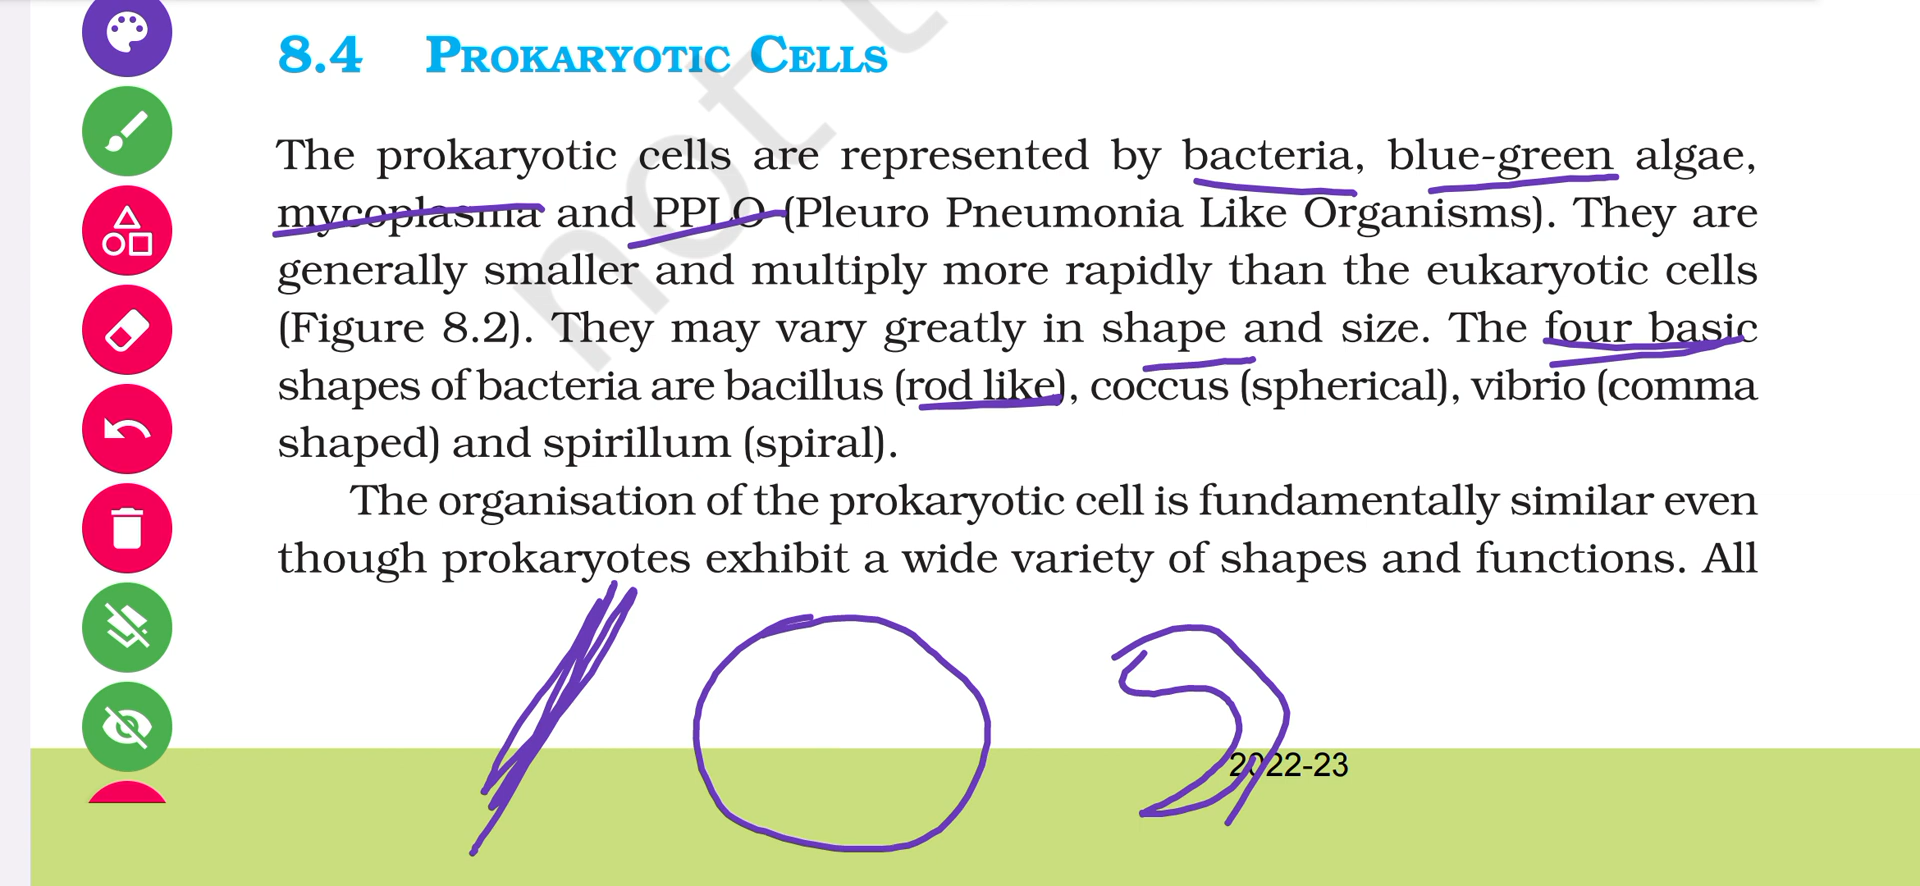 8.4 PROKARYOTIC CELLS
The prokaryotic cells are represented by bacteria, blue-green algae,
mycoplasma and PPLO (Pleuro Pneumonia Like Organisms). They are
generally smaller and multiply more rapidly than the eukaryotic cells
(Figure 8.2). They may vary greatly in shape and size. The four basic
shapes of bacteria are bacillus (rod like), coccus (spherical), vibrio (comma
shaped) and spirillum (spiral).
The organisation of the prokaryotic cell is fundamentally similar even
though prokaryotes exhibit a wide variety of shapes and functions. All
2022-23
not t